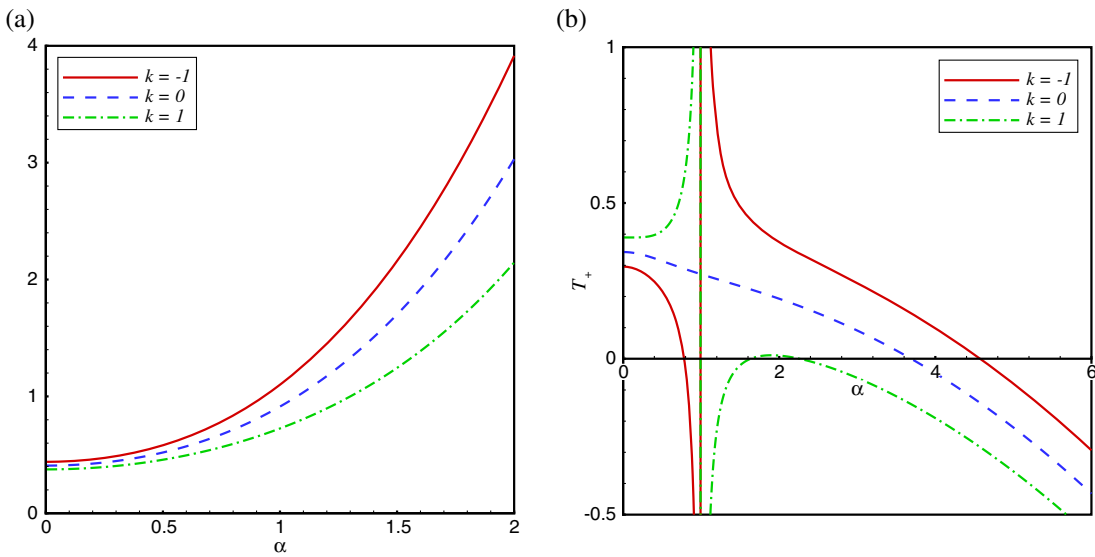 (a)
4
3
2
1
0
0
0.5
1
1.5
2
α
k = -1
k = 0
k = 1
(b)
1
0.5
0
-0.5
T+
0
2
4
6
α
k = -1
k = 0
k = 1